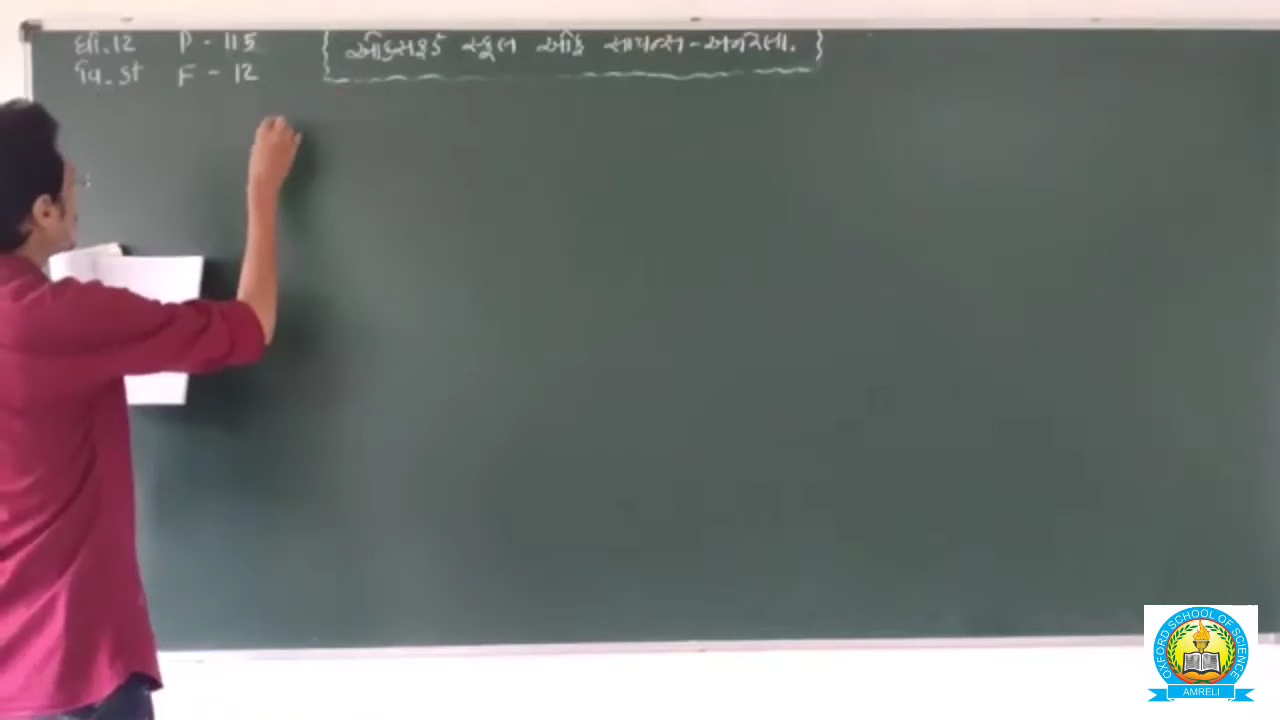 ધો.12 P - 115 { ઓક્સફર્ડ સ્કૂલ ઓફ સાયન્સ - અમરેલી. }
વિ. st F - 12
OXFORD SCHOOL OF SCIENCE
AMRELI